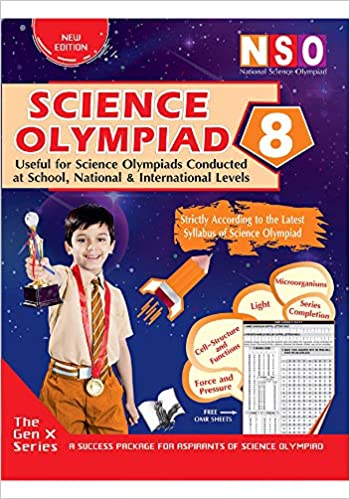 NEW
EDITION
NSO
National Science Olympiad
SCIENCE
OLYMPIAD
8
Useful for Science Olympiads Conducted
at School, National & International Levels
Strictly According to the Latest
Syllabus of Science Olympiad
Microorganisms
Light
Series
Completion
Cell-Structure
and
Functions
Force and
Pressure
FREE
OMR SHEETS
The
Gen X
Series
A SUCCESS PACKAGE FOR ASPIRANTS OF SCIENCE OLYMPIAD